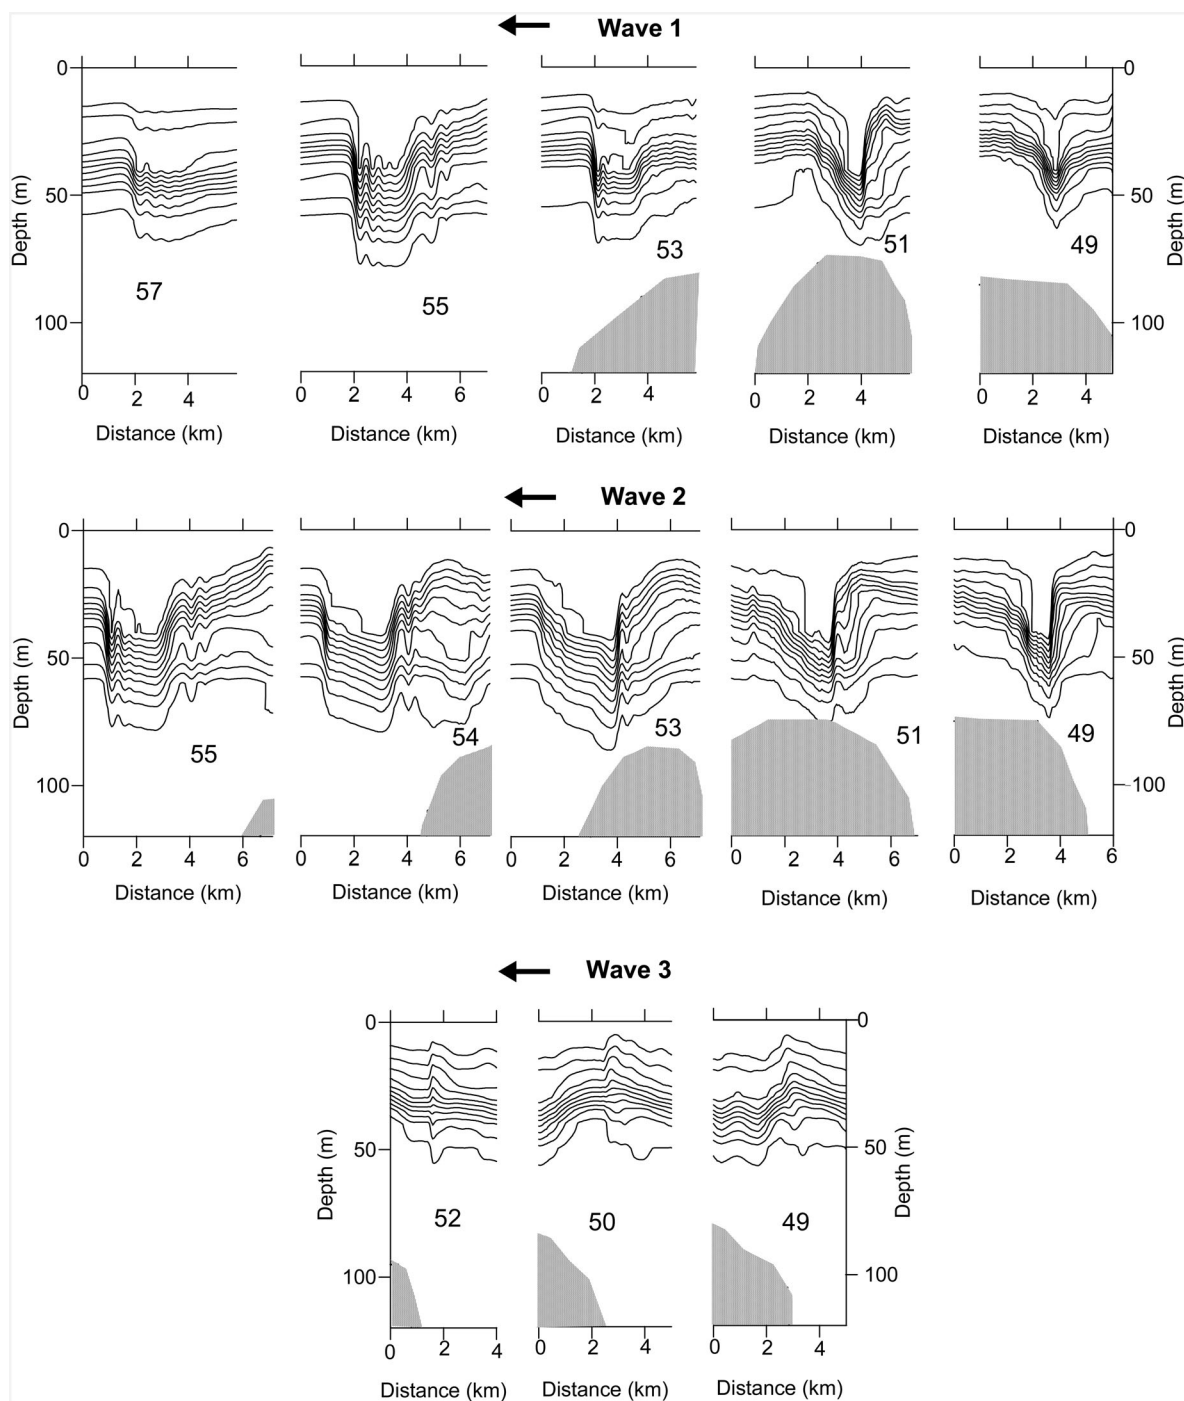 Wave 1
0 0
50 50
100 100
Depth (m) Depth (m)
57 55 53 51 49
0 2 4 0 2 4 6 0 2 4 0 2 4 0 2 4
Distance (km) Distance (km) Distance (km) Distance (km) Distance (km)
Wave 2
0 0
50 50
100 100
Depth (m) Depth (m)
55 54 53 51 49
0 2 4 6 0 2 4 6 0 2 4 6 0 2 4 6 0 2 4 6
Distance (km) Distance (km) Distance (km) Distance (km) Distance (km)
Wave 3
0 0
50 50
100 100
Depth (m) Depth (m)
52 50 49
0 2 4 0 2 4 0 2 4
Distance (km) Distance (km) Distance (km)